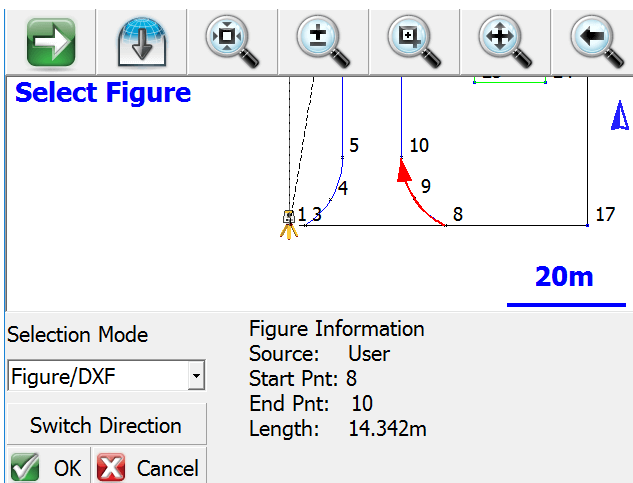 Select Figure
5
10
4
9
1 3
8
17
20m
Selection Mode
Figure/DXF
Switch Direction
OK
Cancel
Figure Information
Source: User
Start Pnt: 8
End Pnt: 10
Length: 14.342m